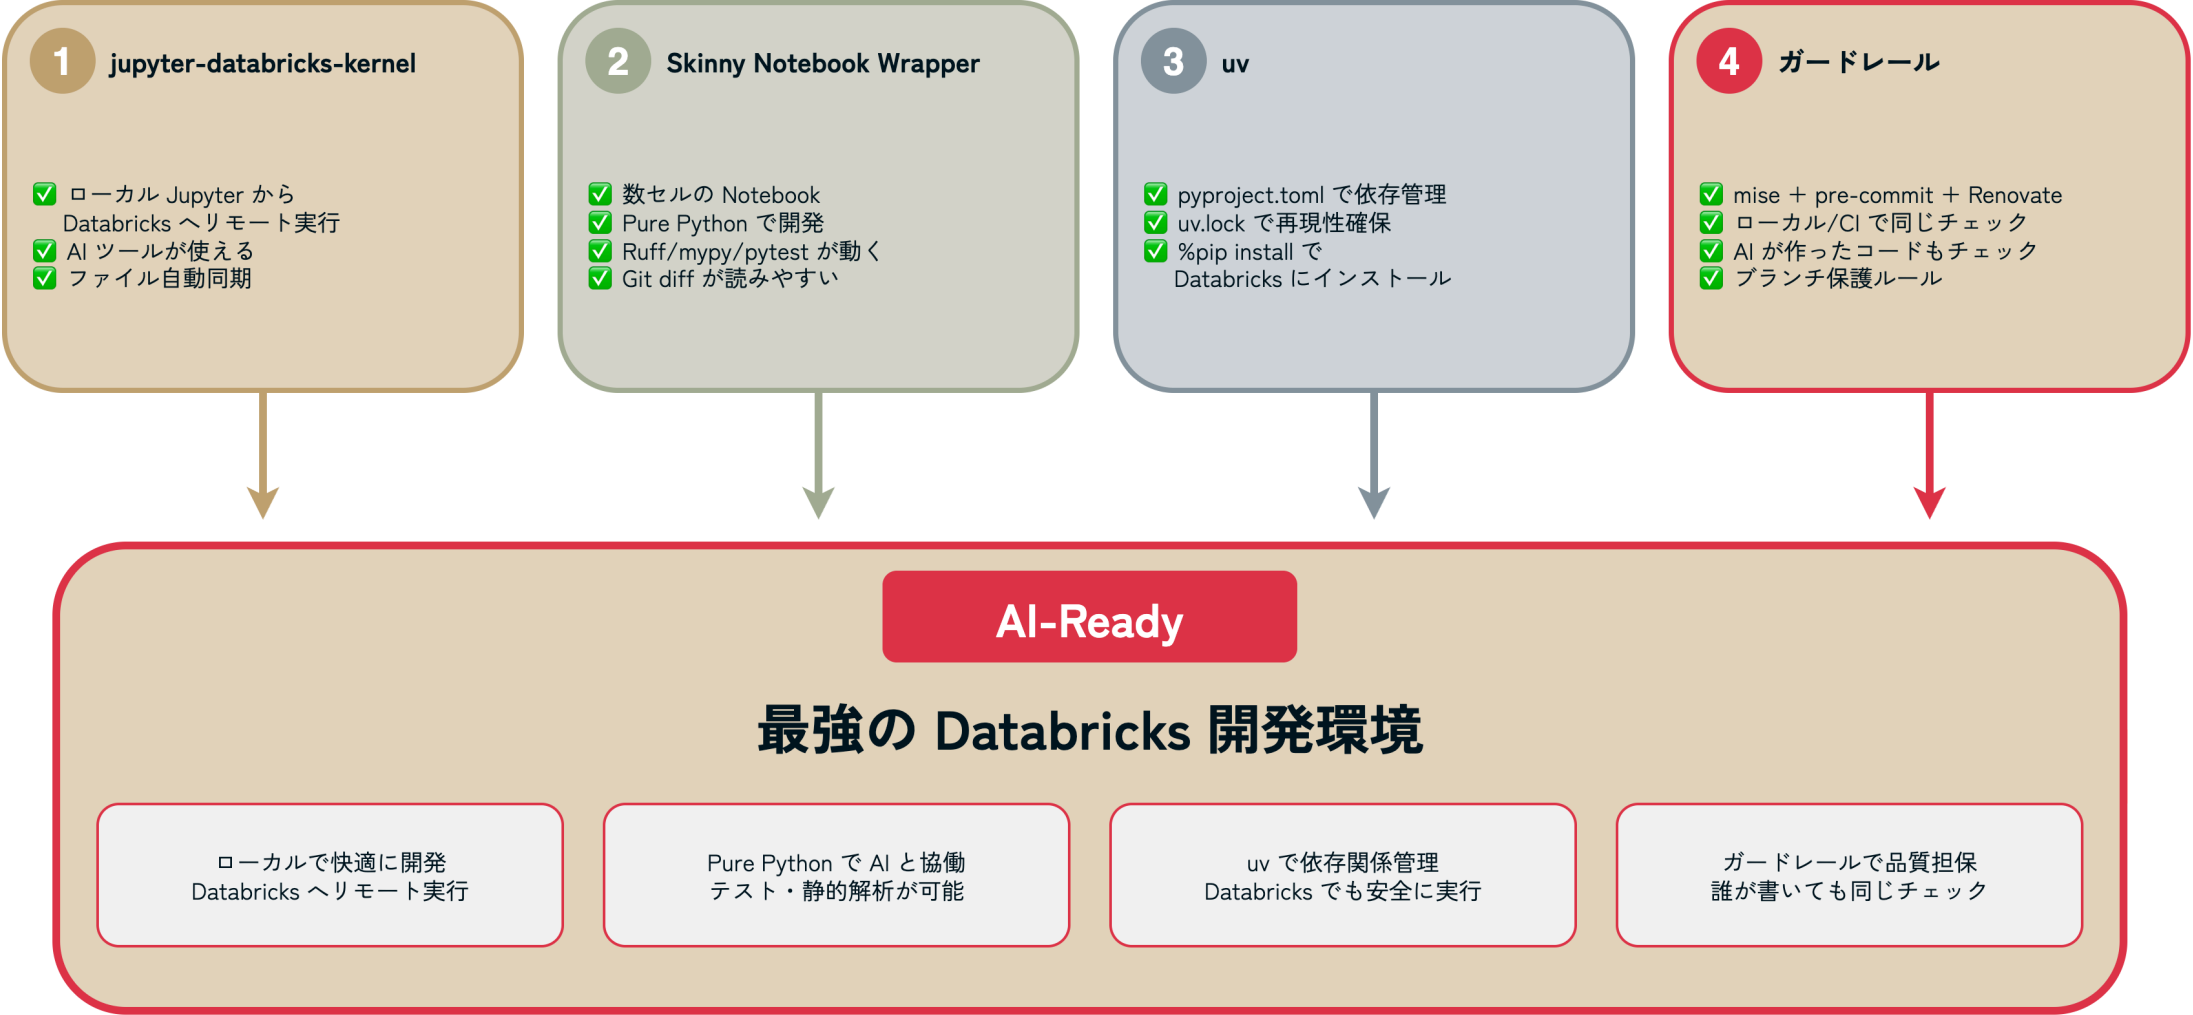 1 jupyter-databricks-kernel
✅ ローカル Jupyter から
Databricks へリモート実行
✅ AI ツールが使える
✅ ファイル自動同期
2 Skinny Notebook Wrapper
✅ 数セルの Notebook
✅ Pure Python で開発
✅ Ruff/mypy/pytest が動く
✅ Git diff が読みやすい
3 uv
✅ pyproject.toml で依存管理
✅ uv.lock で再現性確保
✅ %pip install で
Databricks にインストール
4 ガードレール
✅ mise + pre-commit + Renovate
✅ ローカル/CI で同じチェック
✅ AI が作ったコードもチェック
✅ ブランチ保護ルール
AI-Ready
最強の Databricks 開発環境
ローカルで快適に開発
Databricks へリモート実行
Pure Python で AI と協働
テスト・静的解析が可能
uv で依存関係管理
Databricks でも安全に実行
ガードレールで品質担保
誰が書いても同じチェック